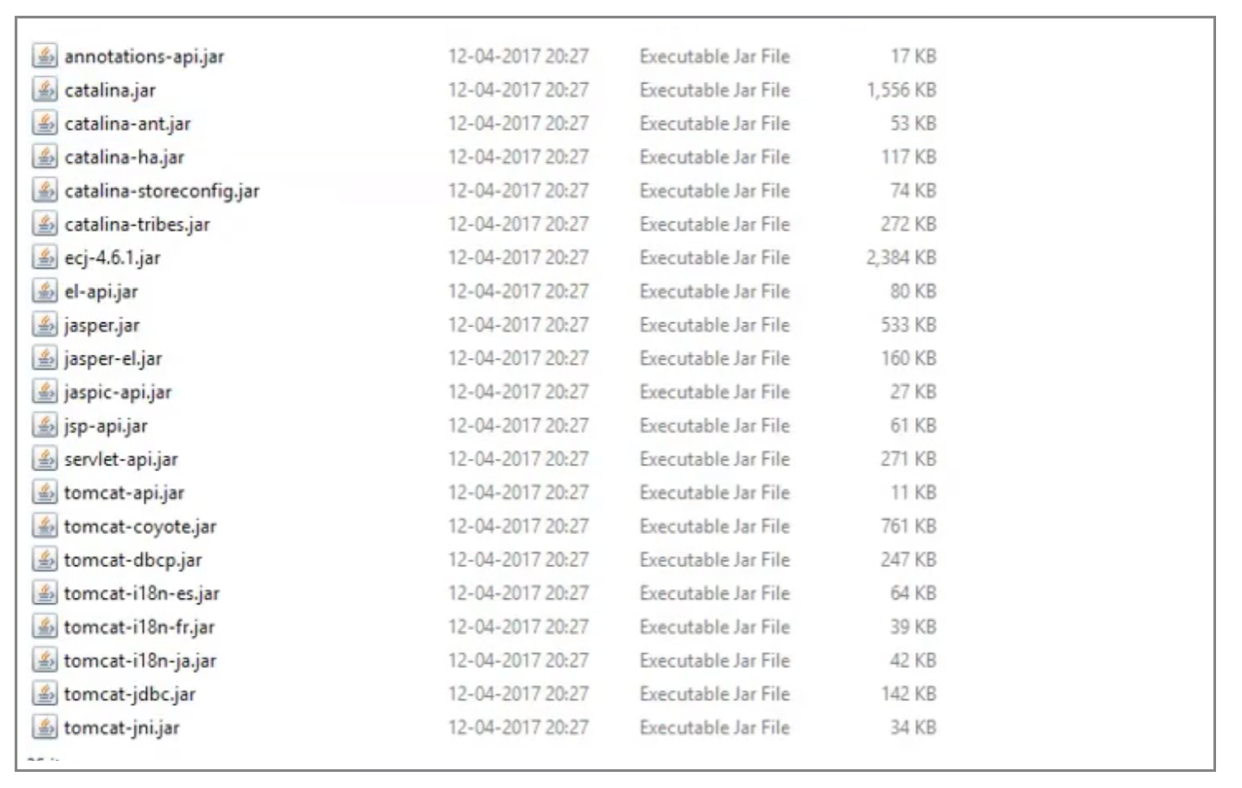 annotations-api.jar 12-04-2017 20:27 Executable Jar File 17 KB
catalina.jar 12-04-2017 20:27 Executable Jar File 1,556 KB
catalina-ant.jar 12-04-2017 20:27 Executable Jar File 53 KB
catalina-ha.jar 12-04-2017 20:27 Executable Jar File 117 KB
catalina-storeconfig.jar 12-04-2017 20:27 Executable Jar File 74 KB
catalina-tribes.jar 12-04-2017 20:27 Executable Jar File 272 KB
ecj-4.6.1.jar 12-04-2017 20:27 Executable Jar File 2,384 KB
el-api.jar 12-04-2017 20:27 Executable Jar File 80 KB
jasper.jar 12-04-2017 20:27 Executable Jar File 533 KB
jasper-el.jar 12-04-2017 20:27 Executable Jar File 160 KB
jaspic-api.jar 12-04-2017 20:27 Executable Jar File 27 KB
jsp-api.jar 12-04-2017 20:27 Executable Jar File 61 KB
servlet-api.jar 12-04-2017 20:27 Executable Jar File 271 KB
tomcat-api.jar 12-04-2017 20:27 Executable Jar File 11 KB
tomcat-coyote.jar 12-04-2017 20:27 Executable Jar File 761 KB
tomcat-dbcp.jar 12-04-2017 20:27 Executable Jar File 247 KB
tomcat-i18n-es.jar 12-04-2017 20:27 Executable Jar File 64 KB
tomcat-i18n-fr.jar 12-04-2017 20:27 Executable Jar File 39 KB
tomcat-i18n-ja.jar 12-04-2017 20:27 Executable Jar File 42 KB
tomcat-jdbc.jar 12-04-2017 20:27 Executable Jar File 142 KB
tomcat-jni.jar 12-04-2017 20:27 Executable Jar File 34 KB